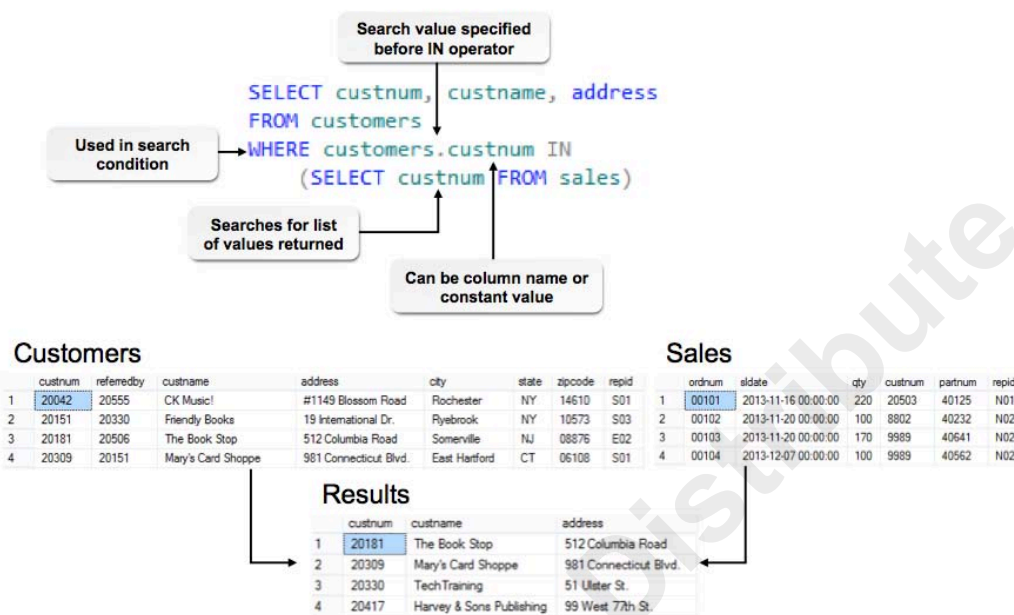 Search value specified
before IN operator
SELECT custnum, custname, address
FROM customers
Used in search
condition
WHERE customers.custnum IN
(SELECT custnum FROM sales)
Searches for list
of values returned
Can be column name or
constant value
Customers
custnum referredby custname address city state zipcode repid
1 20042 20555 CK Music! #1149 Blossom Road Rochester NY 14610 S01
2 20151 20330 Friendly Books 19 International Dr. Ryebrook NY 10573 S03
3 20181 20506 The Book Stop 512 Columbia Road Somerville NJ 08876 E02
4 20309 20151 Mary's Card Shoppe 981 Connecticut Blvd. East Hartford CT 06108 S01
Sales
ordnum sldate qty custnum partnum repid
1 00101 2013-11-16 00:00:00 220 20503 40125 N01
2 00102 2013-11-20 00:00:00 100 8802 40232 N02
3 00103 2013-11-20 00:00:00 170 9989 40641 N02
4 00104 2013-12-07 00:00:00 100 9989 40562 N02
Results
custnum custname address
1 20181 The Book Stop 512 Columbia Road
2 20309 Mary's Card Shoppe 981 Connecticut Blvd.
3 20330 TechTraining 51 Ulster St.
4 20417 Harvey & Sons Publishing 99 West 77th St.
Distribute